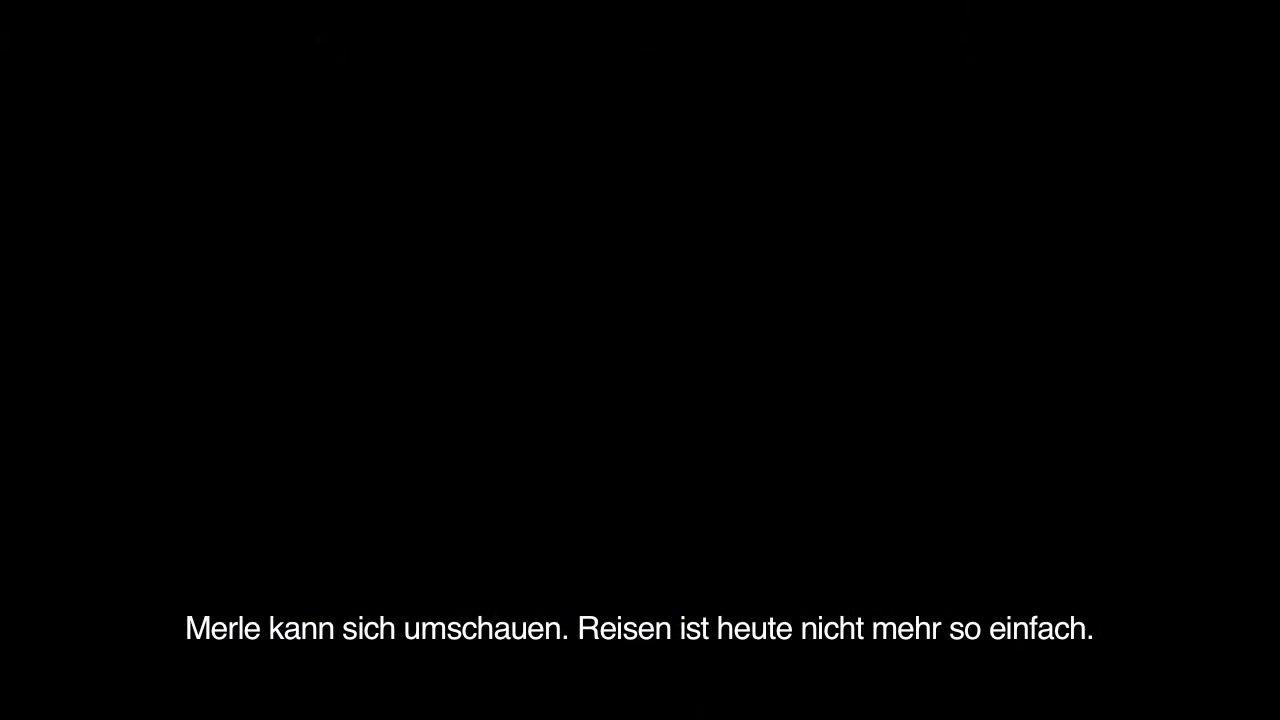 Merle kann sich umschauen. Reisen ist heute nicht mehr so einfach.